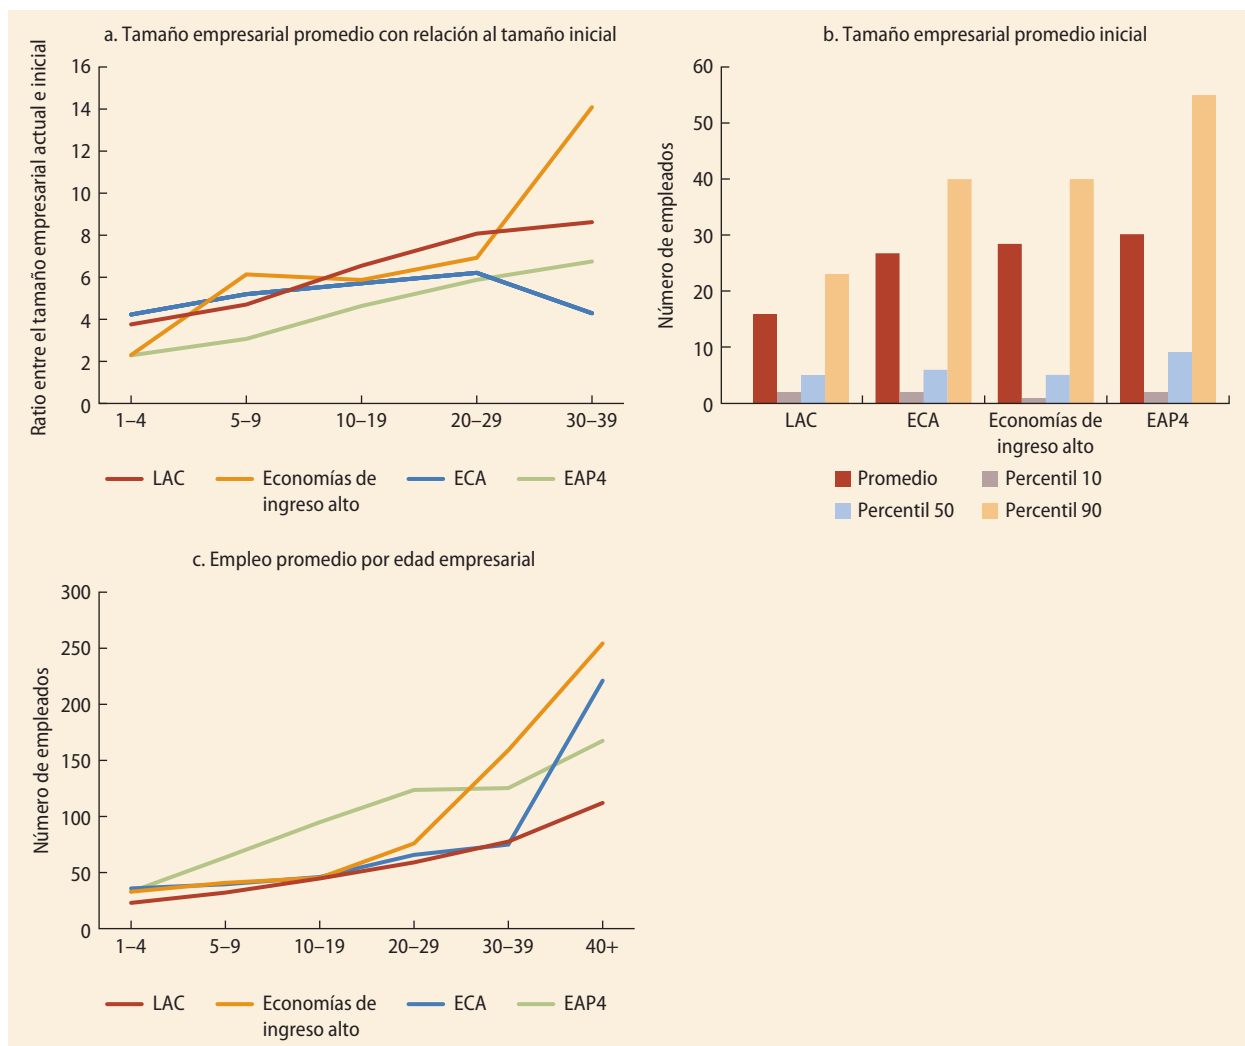 a. Tamaño empresarial promedio con relación al tamaño inicial
Ratio entre el tamaño empresarial actual e inicial
16
14
12
10
8
6
4
2
0
1–4
5–9
10–19
20–29
30–39
LAC
Economías de
ingreso alto
ECA
EAP4
b. Tamaño empresarial promedio inicial
Número de empleados
60
50
40
30
20
10
0
LAC
ECA
Economías de
ingreso alto
EAP4
Promedio
Percentil 10
Percentil 50
Percentil 90
c. Empleo promedio por edad empresarial
Número de empleados
300
250
200
150
100
50
0
1–4
5–9
10–19
20–29
30–39
40+
LAC
Economías de
ingreso alto
ECA
EAP4